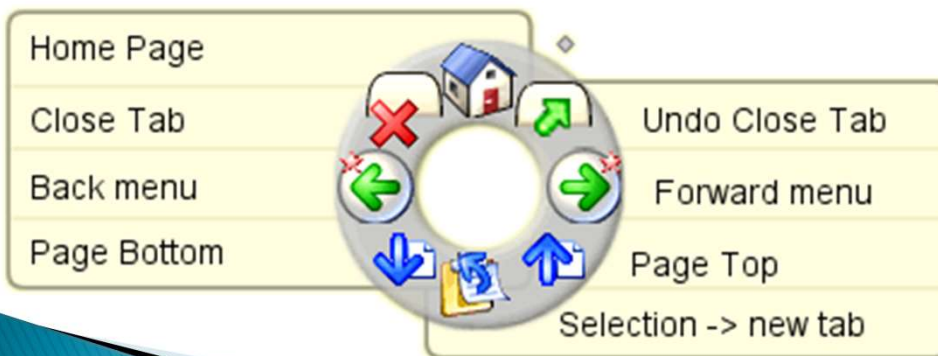 Home Page
Close Tab
Back menu
Page Bottom
Undo Close Tab
Forward menu
Page Top
Selection -> new tab